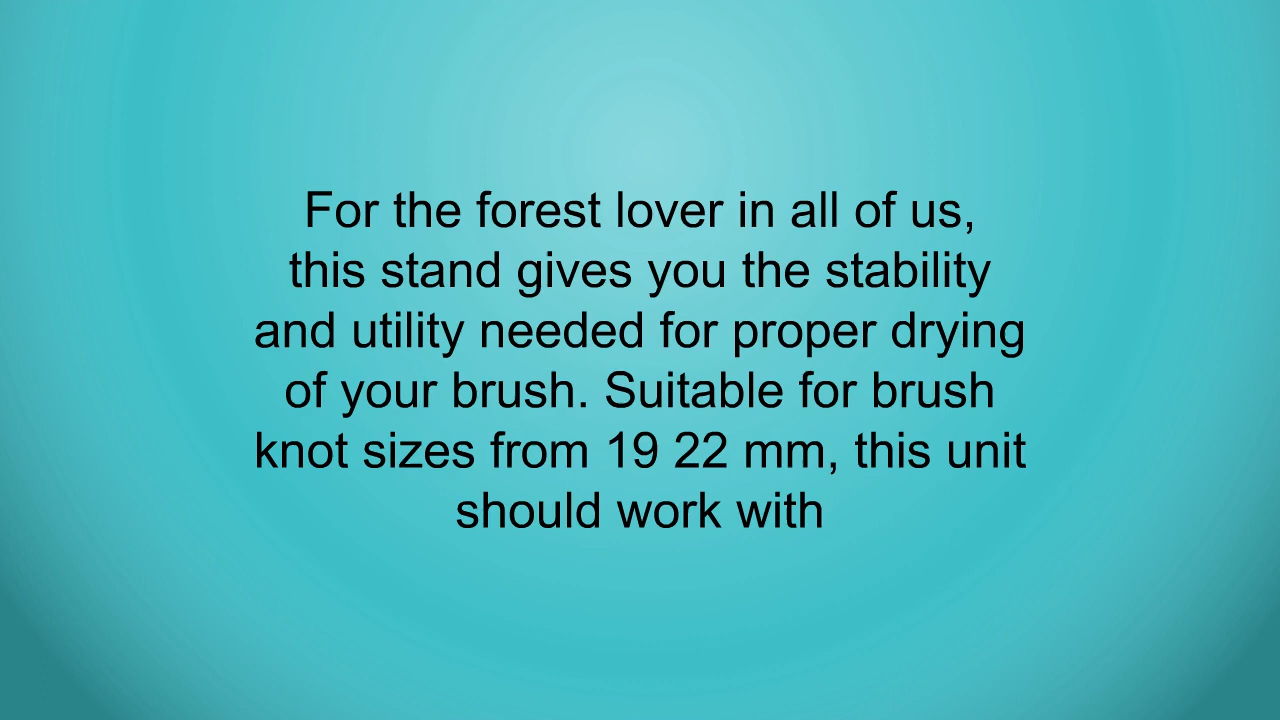 For the forest lover in all of us,
this stand gives you the stability
and utility needed for proper drying
of your brush. Suitable for brush
knot sizes from 19 22 mm, this unit
should work with